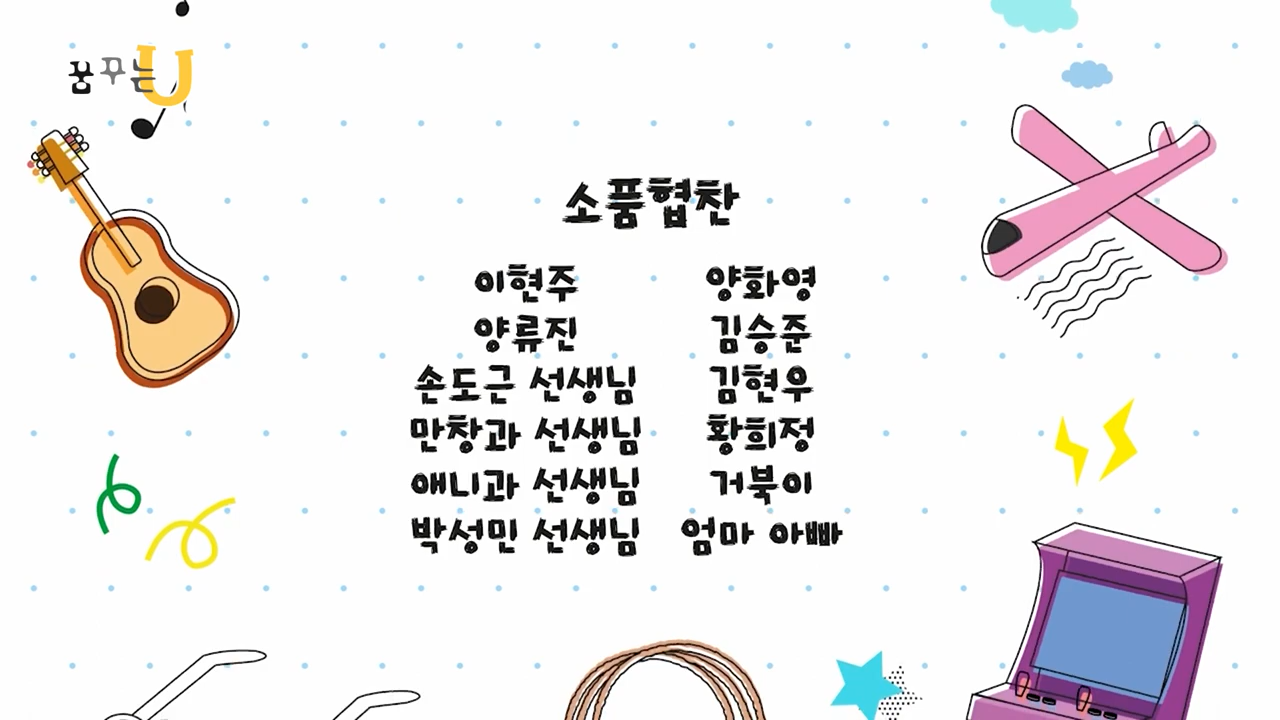 꿈꾸는U
소품협찬
이현주 양화영
양류진 김승준
손도근 선생님 김현우
만창과 선생님 황희정
애니과 선생님 거북이
박성민 선생님 엄마 아빠